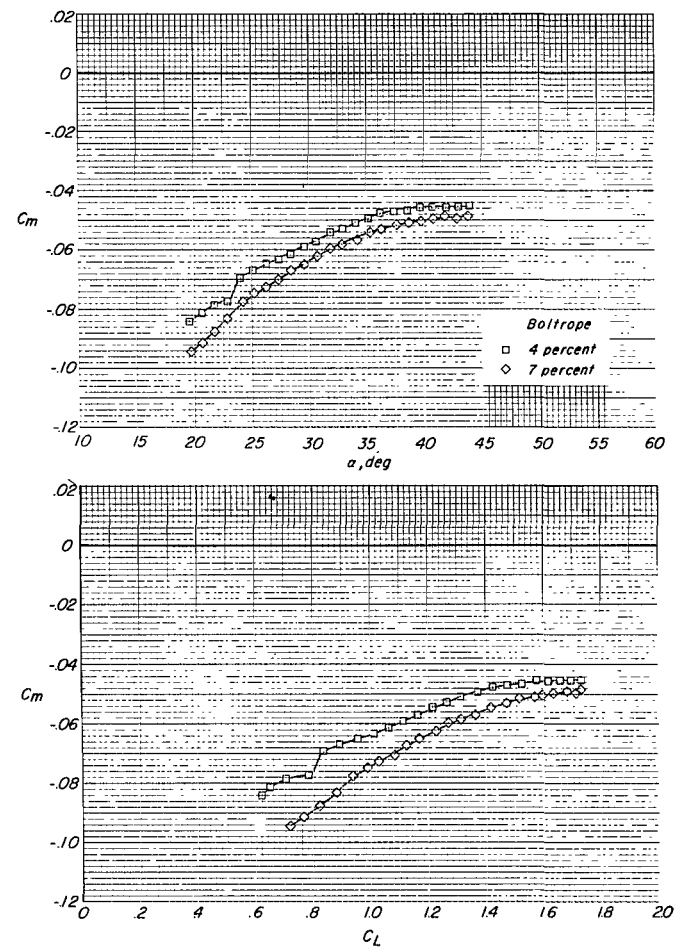 .02
0
-.02
-.04
Cm
-.06
-.08
-.10
-.12
Boltrope
4 percent
7 percent
10 15 20 25 30 35 40 45 50 55 60
α, deg
.02
0
-.02
-.04
Cm
-.06
-.08
-.10
-.12
0 .2 .4 .6 .8 1.0 1.2 1.4 1.6 1.8 2.0
CL